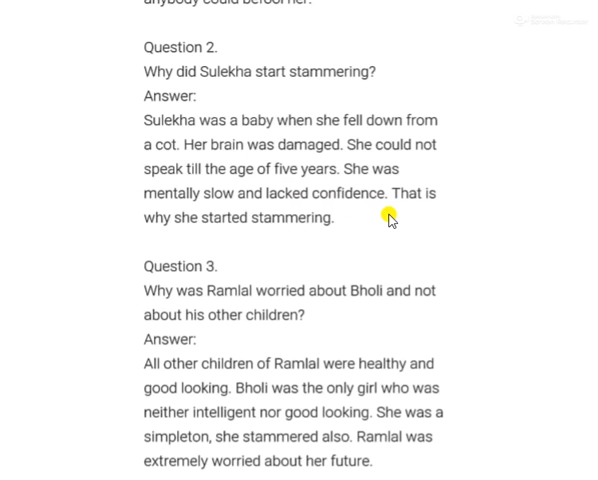 Question 2.
Why did Sulekha start stammering?
Answer:
Sulekha was a baby when she fell down from
a cot. Her brain was damaged. She could not
speak till the age of five years. She was
mentally slow and lacked confidence. That is
why she started stammering.
Question 3.
Why was Ramlal worried about Bholi and not
about his other children?
Answer:
All other children of Ramlal were healthy and
good looking. Bholi was the only girl who was
neither intelligent nor good looking. She was a
simpleton, she stammered also. Ramlal was
extremely worried about her future.